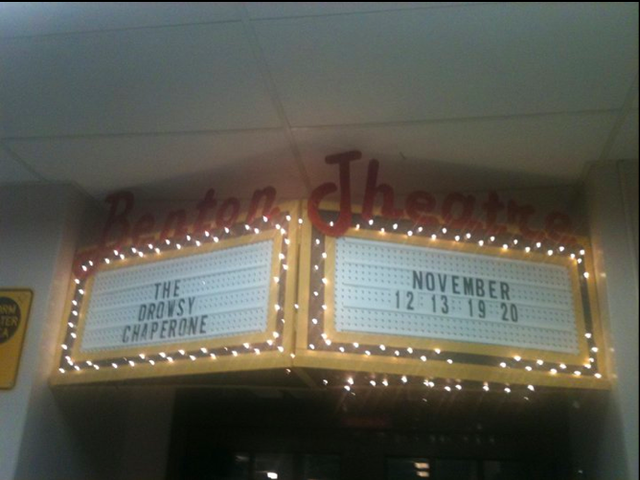 Benton Theatre
THE
DROWSY
CHAPERONE
NOVEMBER
12 13 19 20